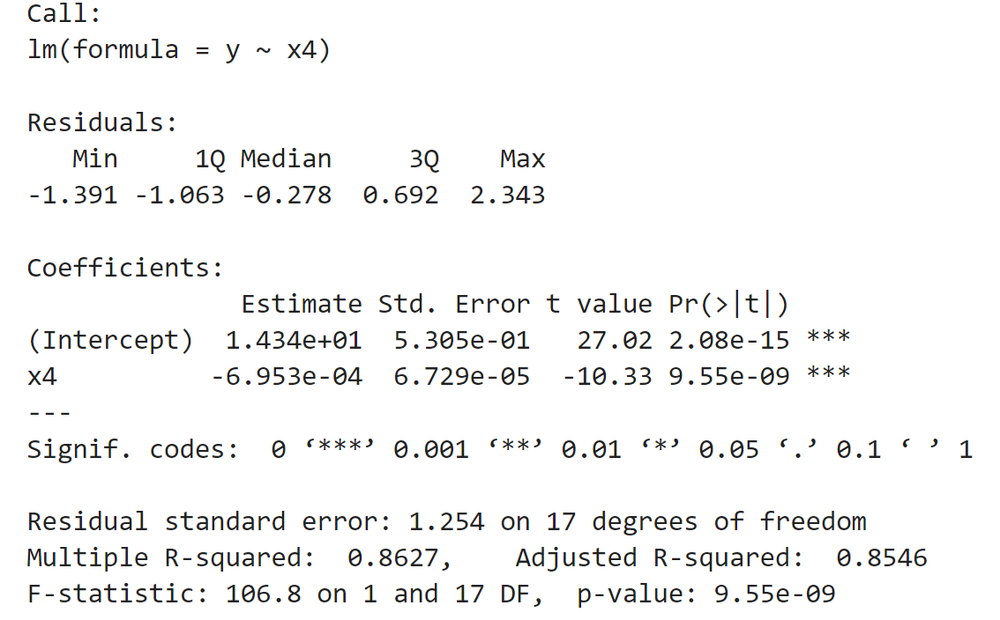 Call:
lm(formula = y ~ x4)
Residuals:
Min 1Q Median 3Q Max
-1.391 -1.063 -0.278 0.692 2.343
Coefficients:
Estimate Std. Error t value Pr(>|t|)
(Intercept) 1.434e+01 5.305e-01 27.02 2.08e-15 ***
x4 -6.953e-04 6.729e-05 -10.33 9.55e-09 ***
---
Signif. codes: 0 ‘***’ 0.001 ‘**’ 0.01 ‘*’ 0.05 ‘.’ 0.1 ‘ ’ 1
Residual standard error: 1.254 on 17 degrees of freedom
Multiple R-squared: 0.8627, Adjusted R-squared: 0.8546
F-statistic: 106.8 on 1 and 17 DF, p-value: 9.55e-09